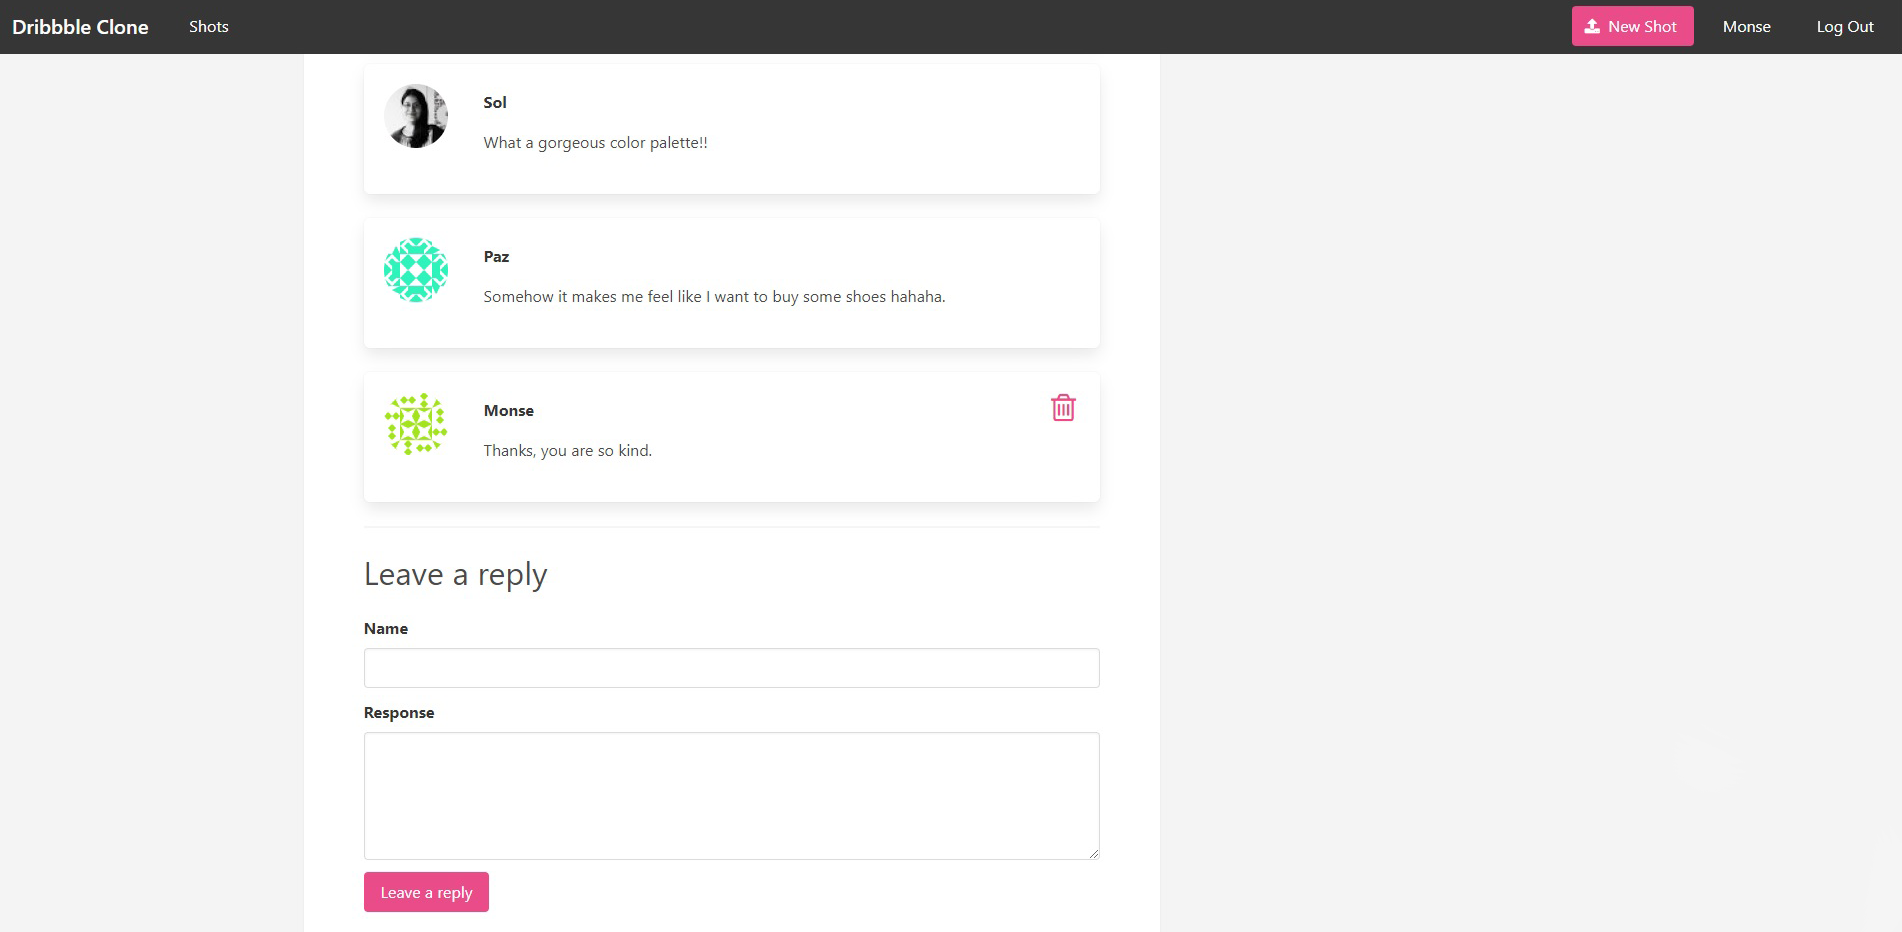 Dribbble Clone Shots New Shot Monse Log Out
Sol
What a gorgeous color palette!!
Paz
Somehow it makes me feel like I want to buy some shoes hahaha.
Monse
Thanks, you are so kind.
Leave a reply
Name
Response
Leave a reply